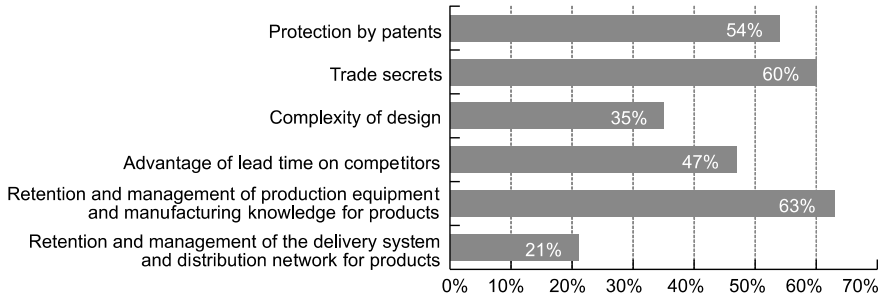 Protection by patents
54%
Trade secrets
60%
Complexity of design
35%
Advantage of lead time on competitors
47%
Retention and management of production equipment
and manufacturing knowledge for products
63%
Retention and management of the delivery system
and distribution network for products
21%
0% 10% 20% 30% 40% 50% 60% 70%